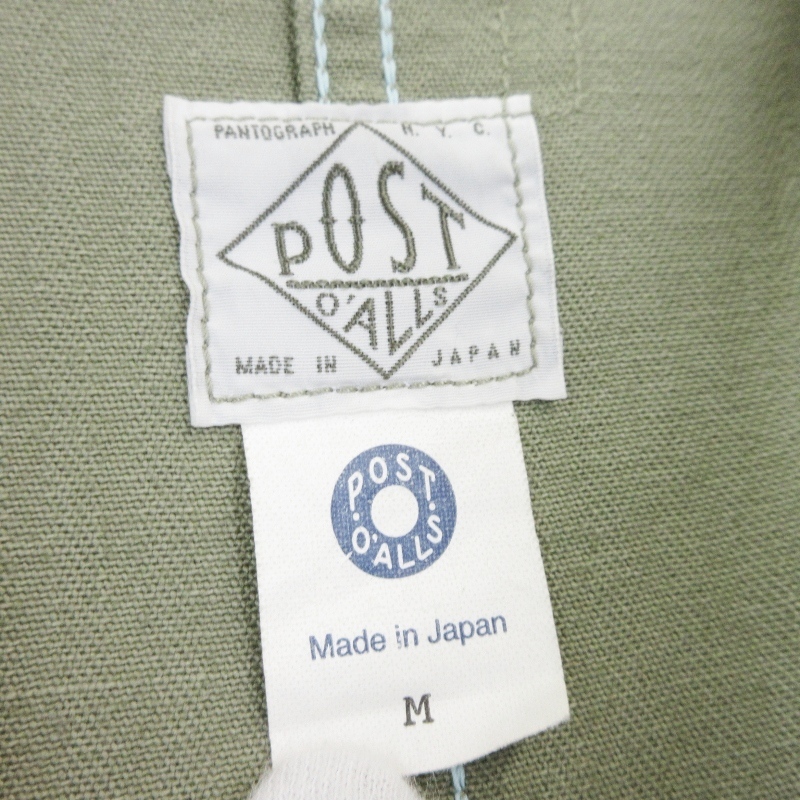 PANTOGRAPH N. Y. C.
POST
O'ALLS
MADE IN JAPAN
POST
O'ALLS
Made in Japan
M